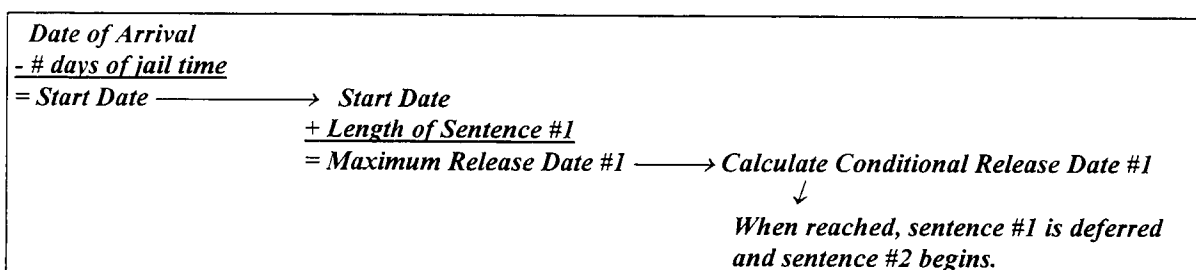 Date of Arrival
- # days of jail time
= Start Date → Start Date
+ Length of Sentence #1
= Maximum Release Date #1 → Calculate Conditional Release Date #1
↓
When reached, sentence #1 is deferred
and sentence #2 begins.